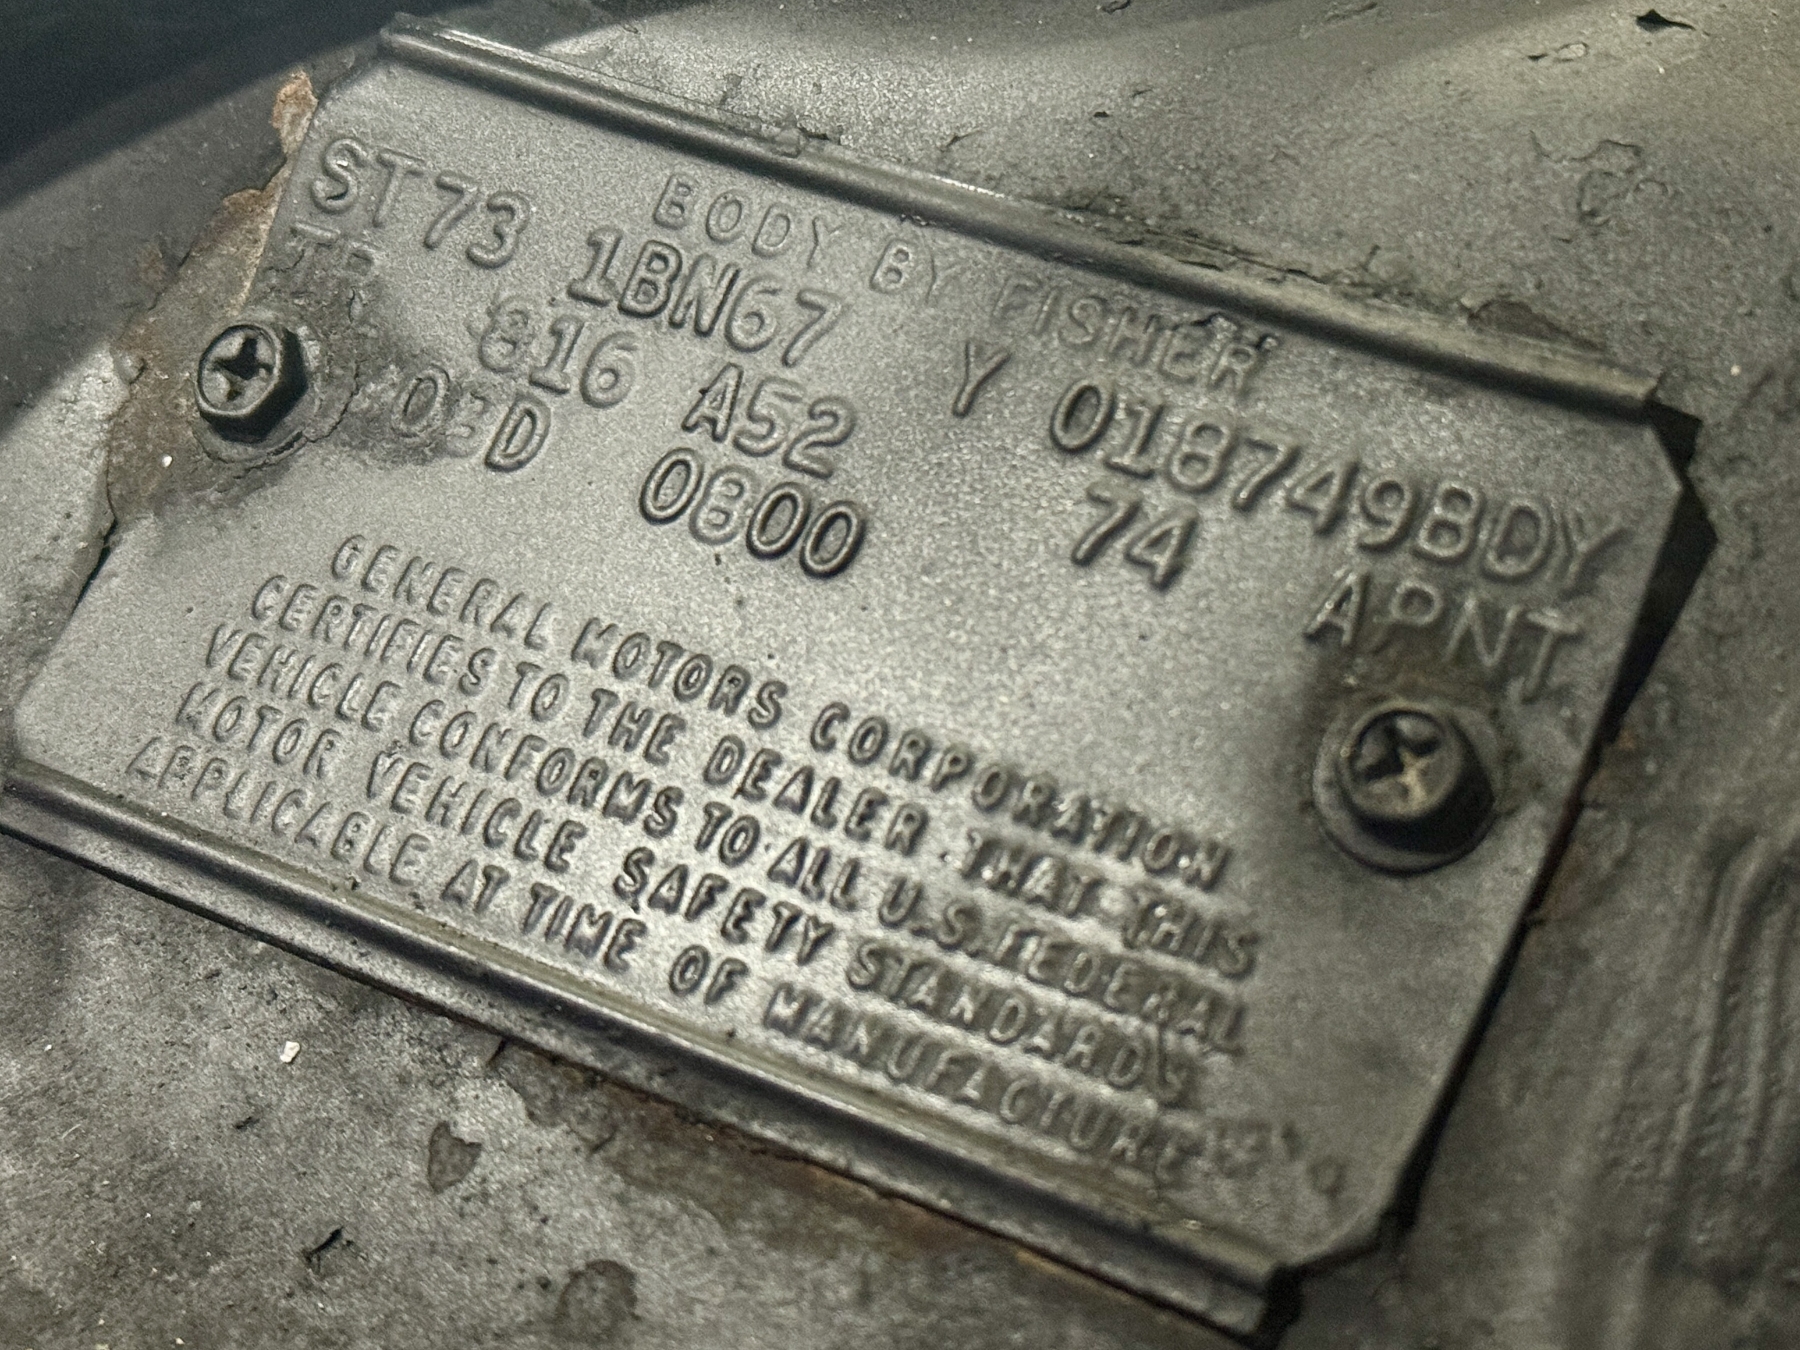 BODY BY FISHER
ST73 1BN67 Y 018749BDY
TR 816 A52 74 APNT
0800
GENERAL MOTORS CORPORATION
CERTIFIES TO THE DEALER THAT THIS
VEHICLE CONFORMS TO ALL U.S. FEDERAL
MOTOR VEHICLE SAFETY STANDARDS
APPLICABLE AT TIME OF MANUFACTURE